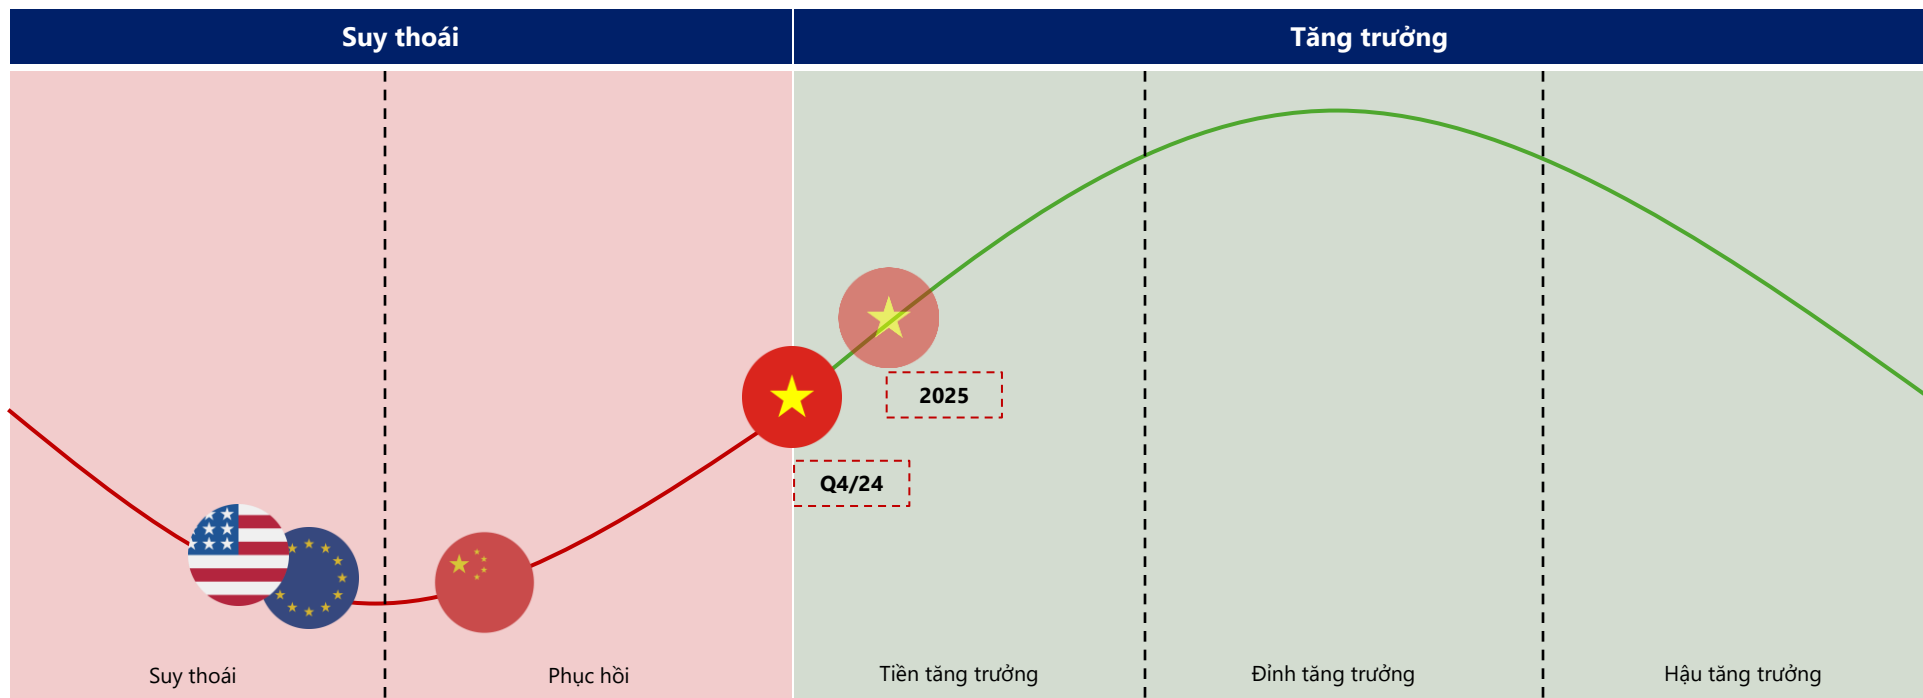 Suy thoái
Tăng trưởng
2025
Q4/24
Suy thoái
Phục hồi
Tiền tăng trưởng
Đỉnh tăng trưởng
Hậu tăng trưởng